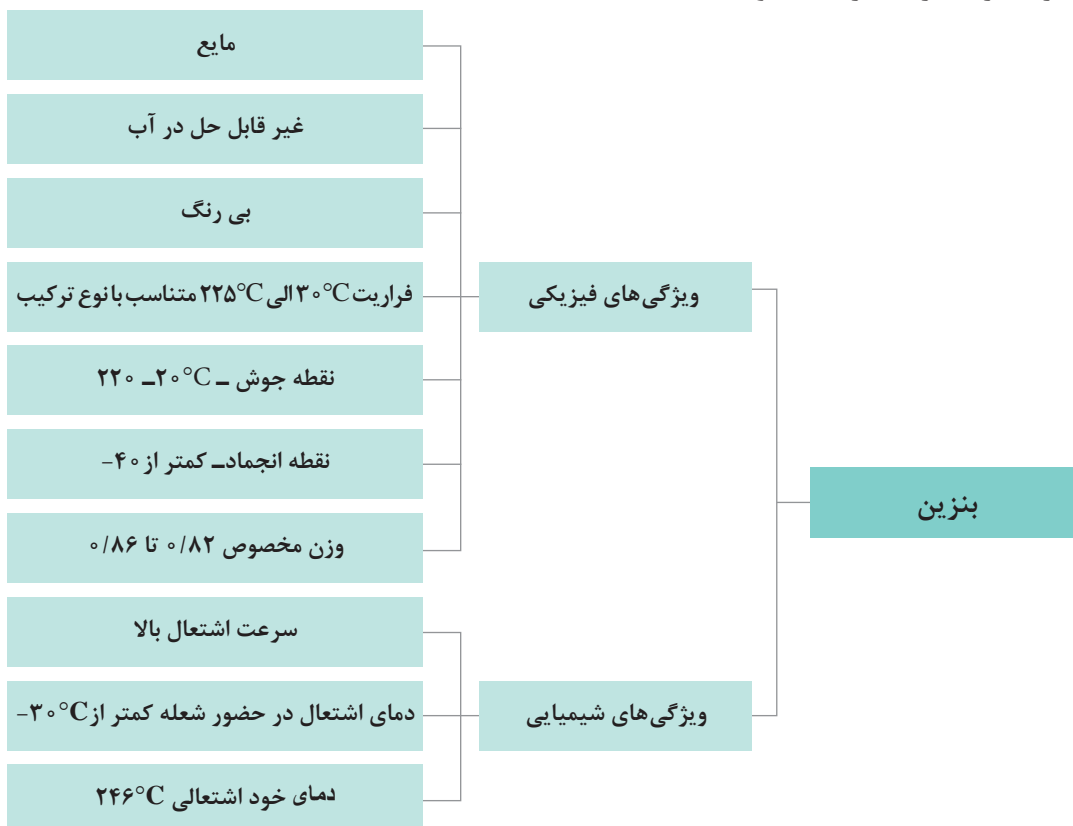 بنزین
ویژگی‌های فیزیکی
مایع
غیر قابل حل در آب
بی رنگ
فراریت ۳۰°C الی ۲۲۵°C متناسب با نوع ترکیب
نقطه جوش ـ ۲۰°C ـ ۲۲۰
نقطه انجماد ـ کمتر از ۴۰-
وزن مخصوص ۰/۸۲ تا ۰/۸۶
ویژگی‌های شیمیایی
سرعت اشتعال بالا
دمای اشتعال در حضور شعله کمتر از ۳۰°C-
دمای خود اشتعالی ۲۴۶°C